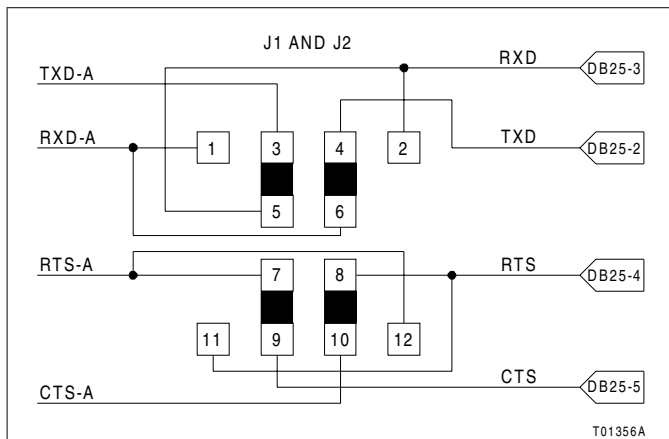 J1 AND J2
TXD-A
RXD
DB25-3
RXD-A
1
3
4
2
TXD
DB25-2
5
6
RTS-A
7
8
RTS
DB25-4
11
9
10
12
CTS-A
CTS
DB25-5
T01356A